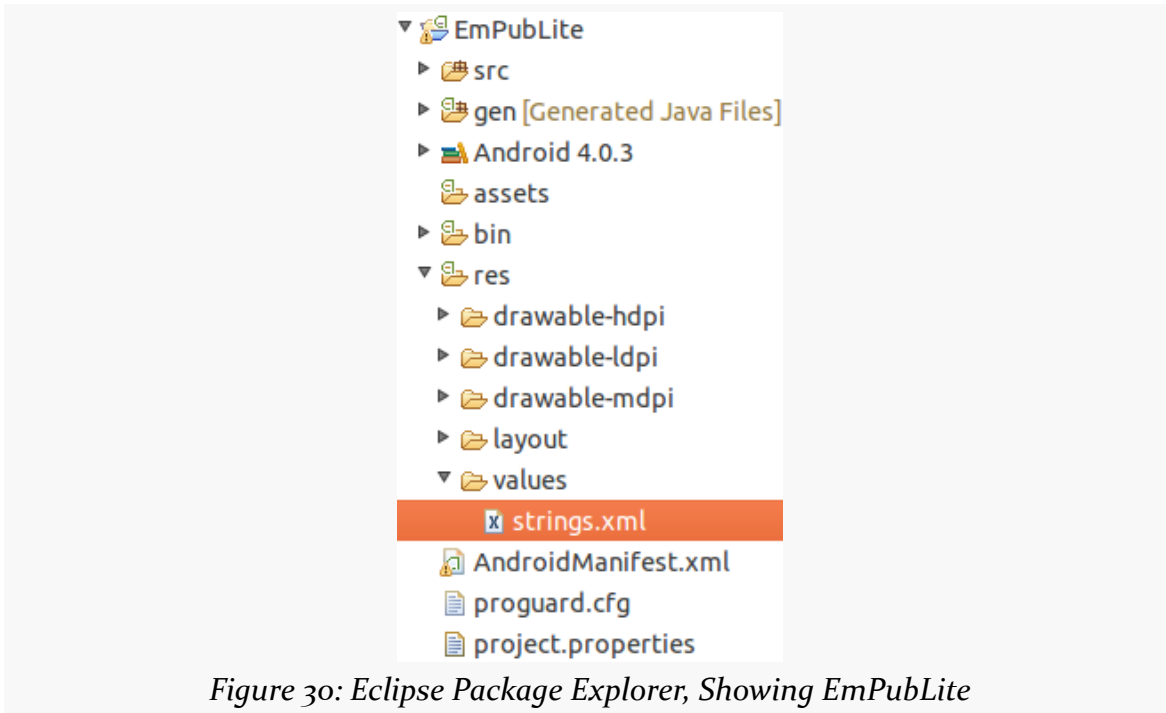 EmPubLite
src
gen [Generated Java Files]
Android 4.0.3
assets
bin
res
drawable-hdpi
drawable-ldpi
drawable-mdpi
layout
values
strings.xml
AndroidManifest.xml
proguard.cfg
project.properties
Figure 30: Eclipse Package Explorer, Showing EmPubLite